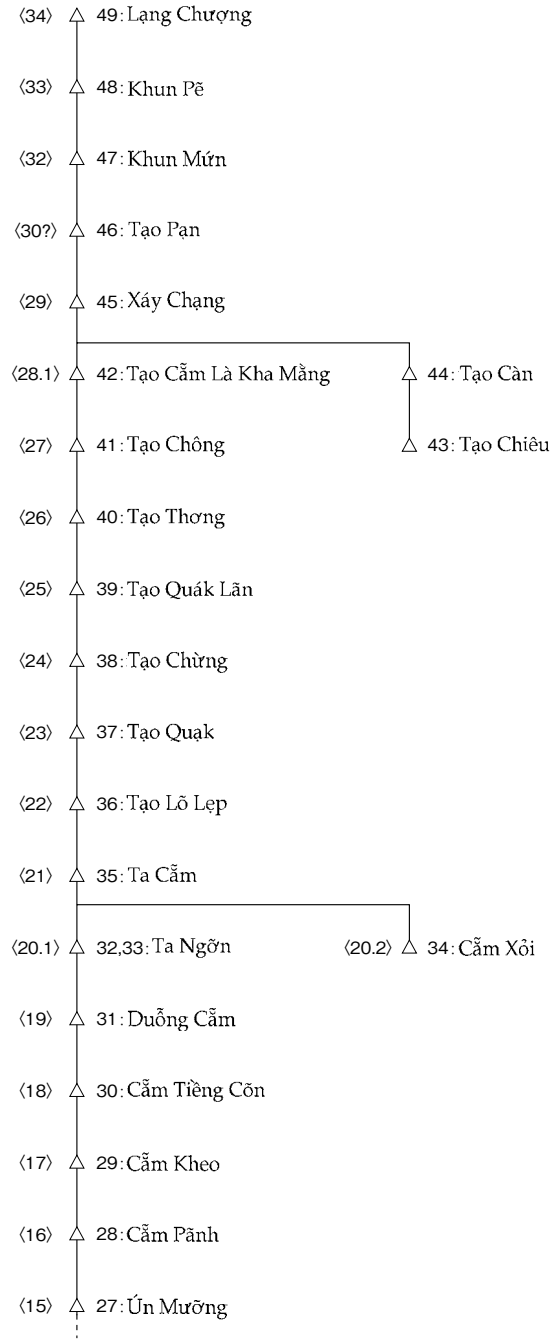 〈34〉 49:Lạng Chượng
〈33〉 48:Khun Pẽ
〈32〉 47:Khun Mứn
〈30?〉 46:Tạo Pạn
〈29〉 45:Xáy Chạng
〈28.1〉 42:Tạo Cẵm Là Kha Mằng 44:Tạo Càn
〈27〉 41:Tạo Chông 43:Tạo Chiêu
〈26〉 40:Tạo Thơng
〈25〉 39:Tạo Quák Lãn
〈24〉 38:Tạo Chừng
〈23〉 37:Tạo Quạk
〈22〉 36:Tạo Lõ Lẹp
〈21〉 35:Ta Cẵm
〈20.1〉 32,33:Ta Ngỡn 〈20.2〉 34:Cẵm Xỏi
〈19〉 31:Duỗng Cẵm
〈18〉 30:Cẵm Tiềng Cõn
〈17〉 29:Cẵm Kheo
〈16〉 28:Cẵm Pãnh
〈15〉 27:Ún Mưỡng